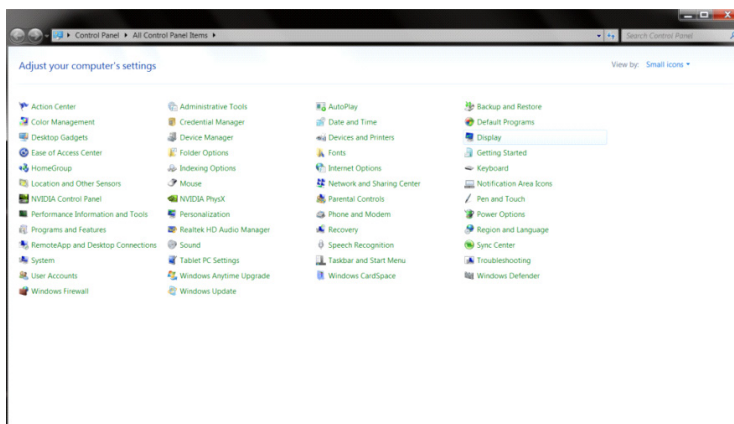 Control Panel All Control Panel Items Search Control Panel
Adjust your computer's settings View by: Small icons
Action Center Administrative Tools AutoPlay Backup and Restore
Color Management Credential Manager Date and Time Default Programs
Desktop Gadgets Device Manager Devices and Printers Display
Ease of Access Center Folder Options Fonts Getting Started
HomeGroup Indexing Options Internet Options Keyboard
Location and Other Sensors Mouse Network and Sharing Center Notification Area Icons
NVIDIA Control Panel NVIDIA PhysX Parental Controls Pen and Touch
Performance Information and Tools Personalization Phone and Modem Power Options
Programs and Features Realtek HD Audio Manager Recovery Region and Language
RemoteApp and Desktop Connections Sound Speech Recognition Sync Center
System Tablet PC Settings Taskbar and Start Menu Troubleshooting
User Accounts Windows Anytime Upgrade Windows CardSpace Windows Defender
Windows Firewall Windows Update